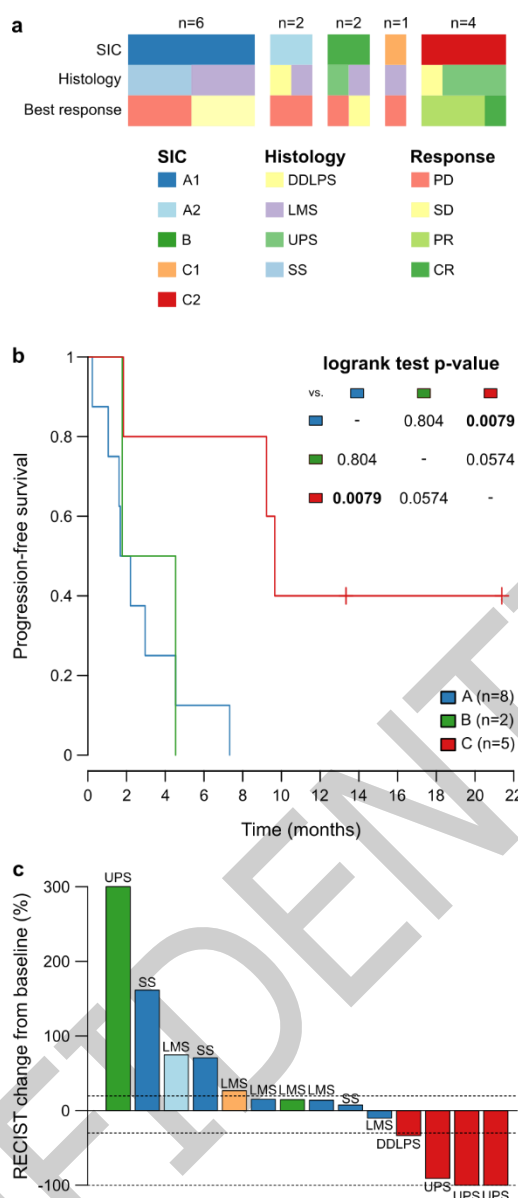 a
n=6 n=2 n=2 n=1 n=4
SIC
Histology
Best response
SIC Histology Response
A1 DDLPS PD
A2 LMS SD
B UPS PR
C1 SS CR
C2
b
logrank test p-value
vs.
- 0.804 0.0079
0.804 - 0.0574
0.0079 0.0574 -
Progression-free survival
1
0.8
0.6
0.4
0.2
0
A (n=8)
B (n=2)
C (n=5)
0 2 4 6 8 10 12 14 16 18 20 22
Time (months)
c
RECIST change from baseline (%)
300
200
100
0
-100
UPS
SS
LMS
SS
LMS
LMS
LMS
LMS
SS
LMS
DDLPS
UPS
UPS
UPS